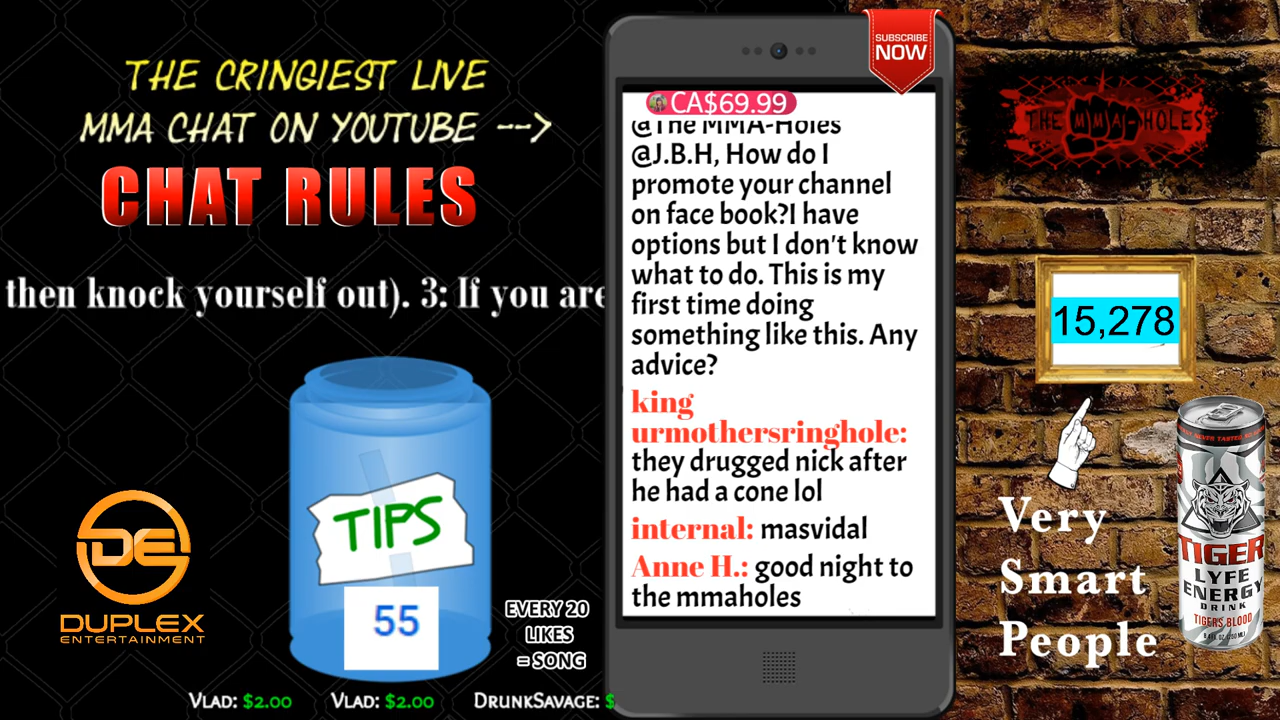 THE CRINGIEST LIVE
MMA CHAT ON YOUTUBE -->
CHAT RULES
then knock yourself out). 3: If you are
DE
DUPLEX
ENTERTAINMENT
TIPS
55
EVERY 20
LIKES
= SONG
VLAD: $2.00 VLAD: $2.00 DRUNKSAVAGE: $
SUBSCRIBE
NOW
CA$69.99
@The MMA-Holes
@J.B.H, How do I
promote your channel
on face book?I have
options but I don't know
what to do. This is my
first time doing
something like this. Any
advice?
king
urmothersringhole:
they drugged nick after
he had a cone lol
internal: masvidal
Anne H.: good night to
the mmaholes
THE MMA-HOLES
15,278
Very
Smart
People
TIGER
LYFE
ENERGY
DRINK
TIGERS BLOOD